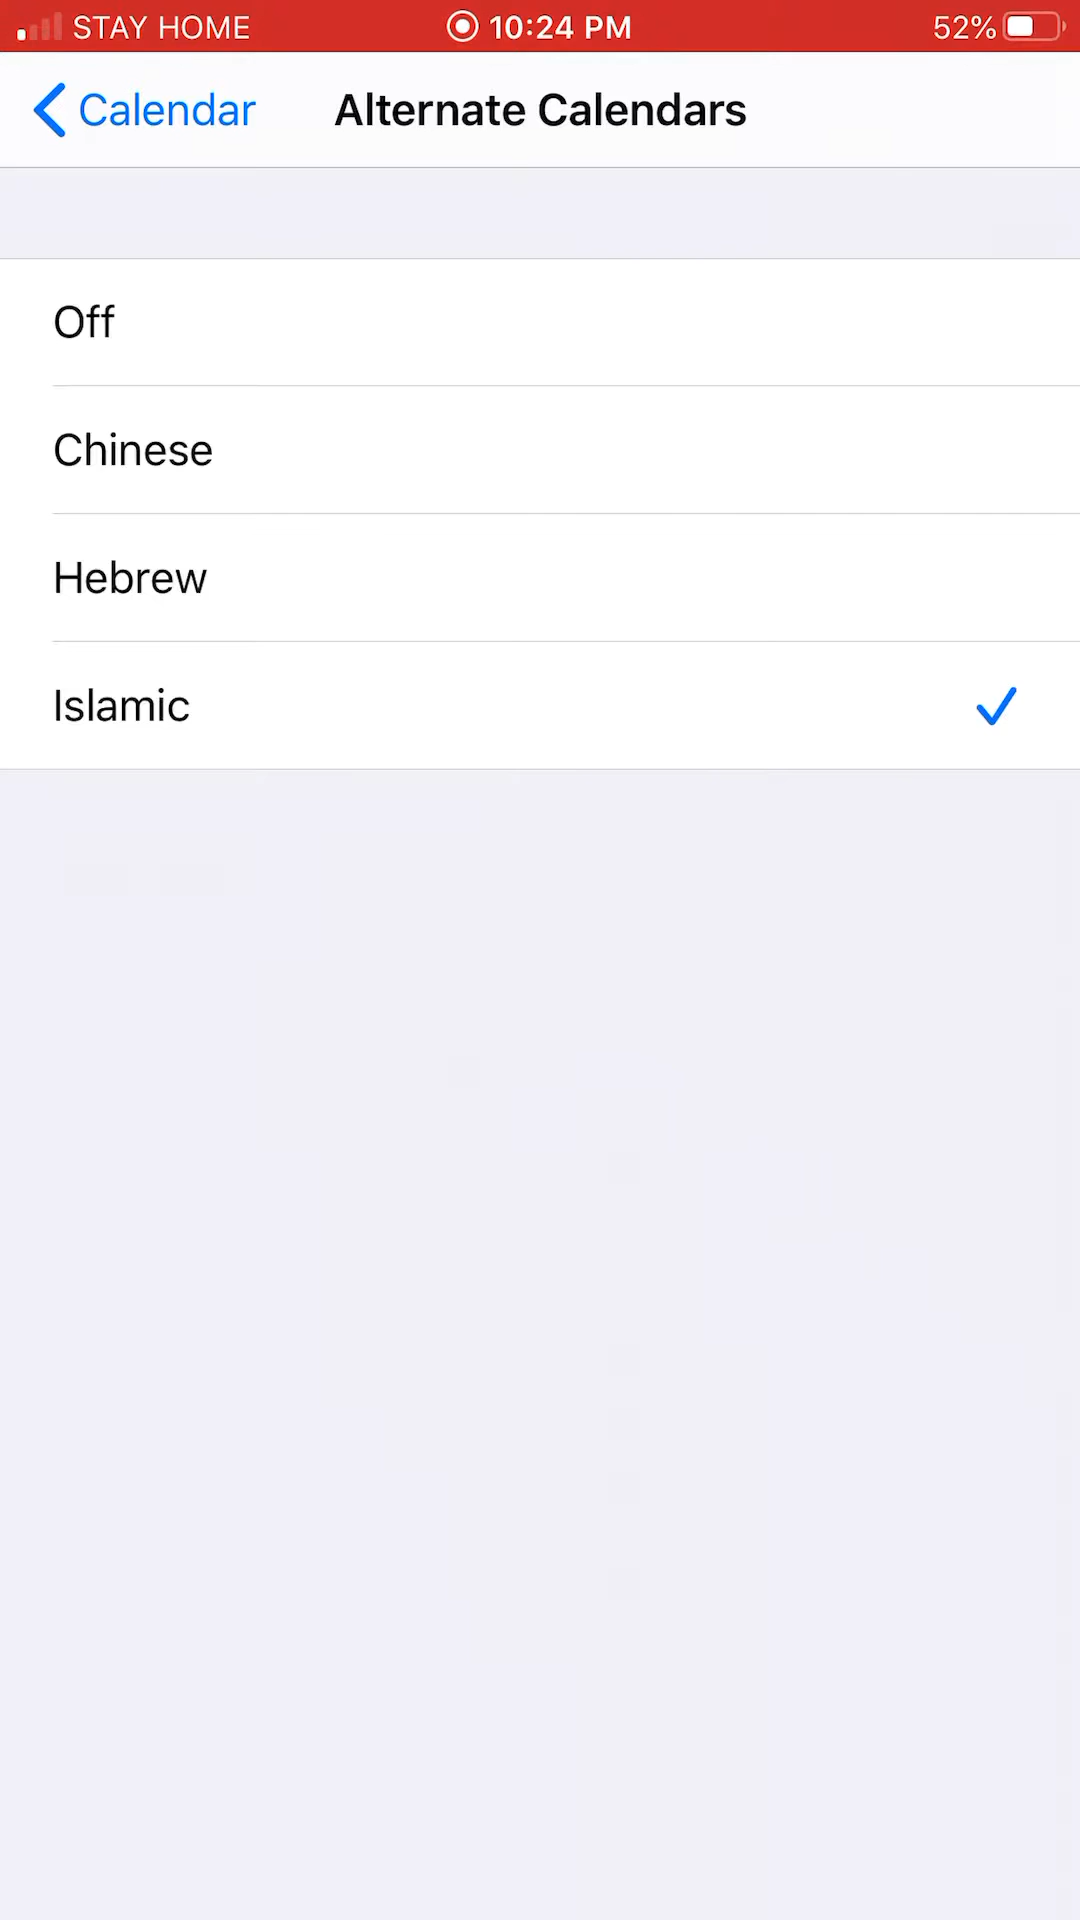 STAY HOME 10:24 PM 52%
Calendar Alternate Calendars
Off
Chinese
Hebrew
Islamic